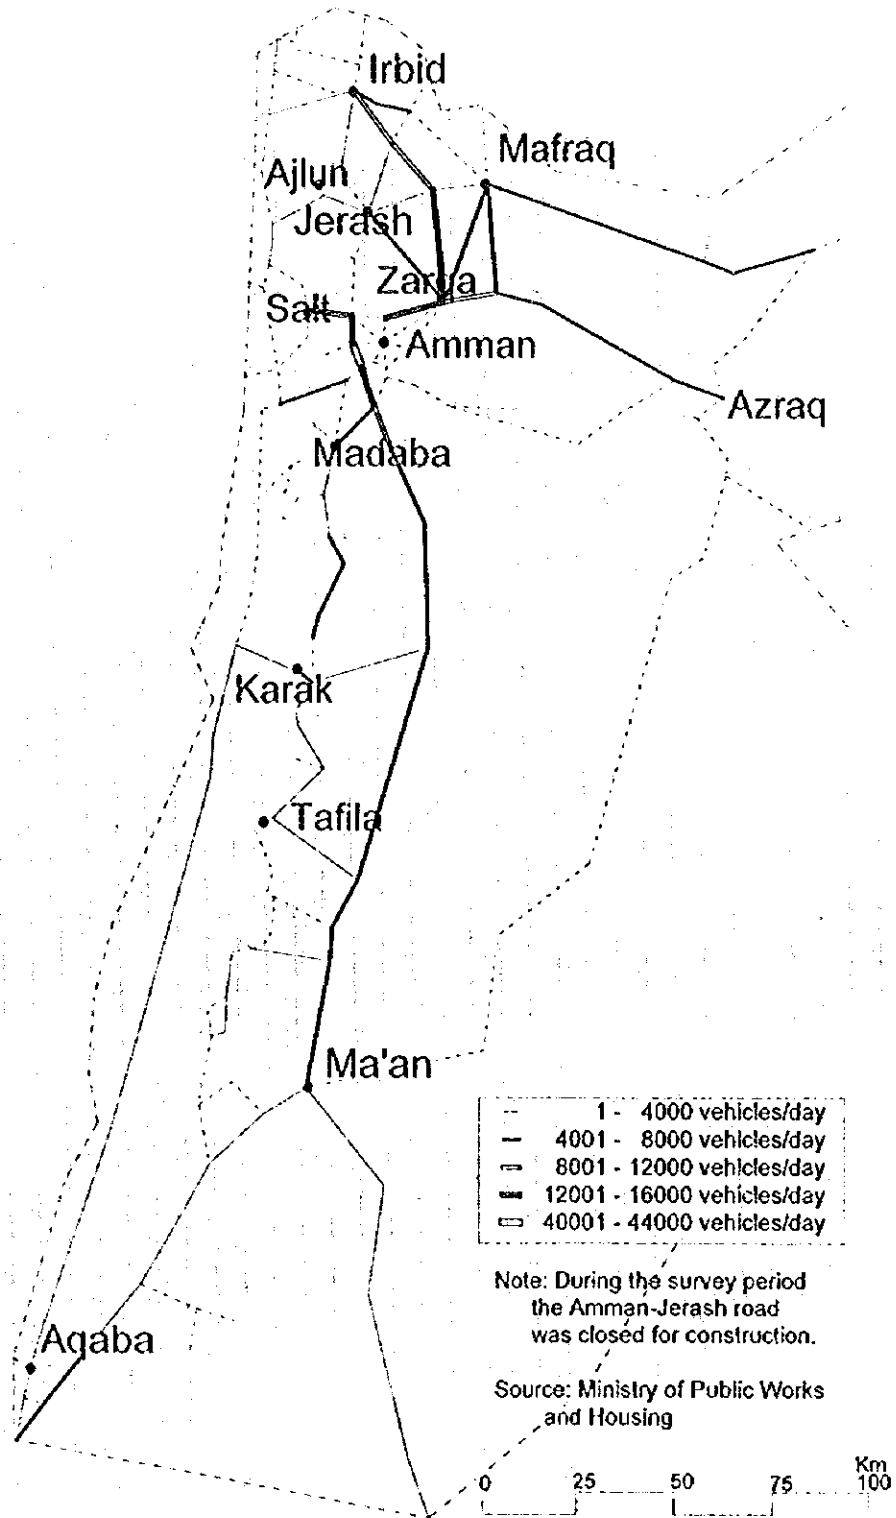 Irbid
Mafraq
Ajlun
Jerash
Zarqa
Salt
Amman
Azraq
Madaba
Karak
Tafila
Ma'an
1 - 4000 vehicles/day
4001 - 8000 vehicles/day
8001 - 12000 vehicles/day
12001 - 16000 vehicles/day
40001 - 44000 vehicles/day
Note: During the survey period
the Amman-Jerash road
was closed for construction.
Aqaba
Source: Ministry of Public Works
and Housing
Km
0 25 50 75 100